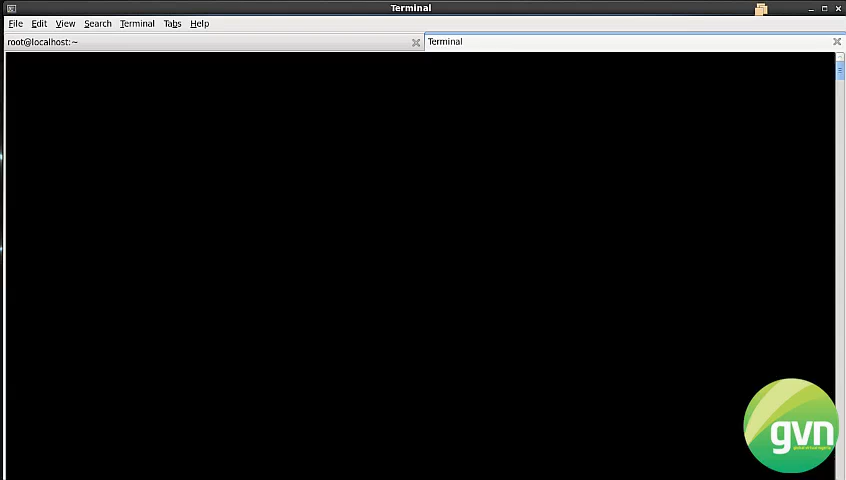 Terminal
File Edit View Search Terminal Tabs Help
root@localhost:~ Terminal
gvn